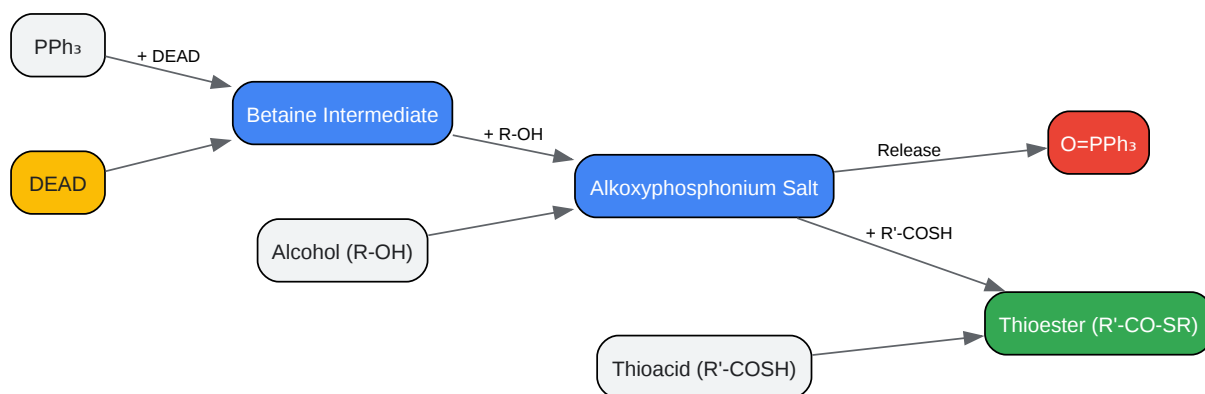 PPh₃
+ DEAD
Betaine Intermediate
DEAD
+ R-OH
Alkoxyphosphonium Salt
Alcohol (R-OH)
Release
O=PPh₃
+ R'-COSH
Thioester (R'-CO-SR)
Thioacid (R'-COSH)